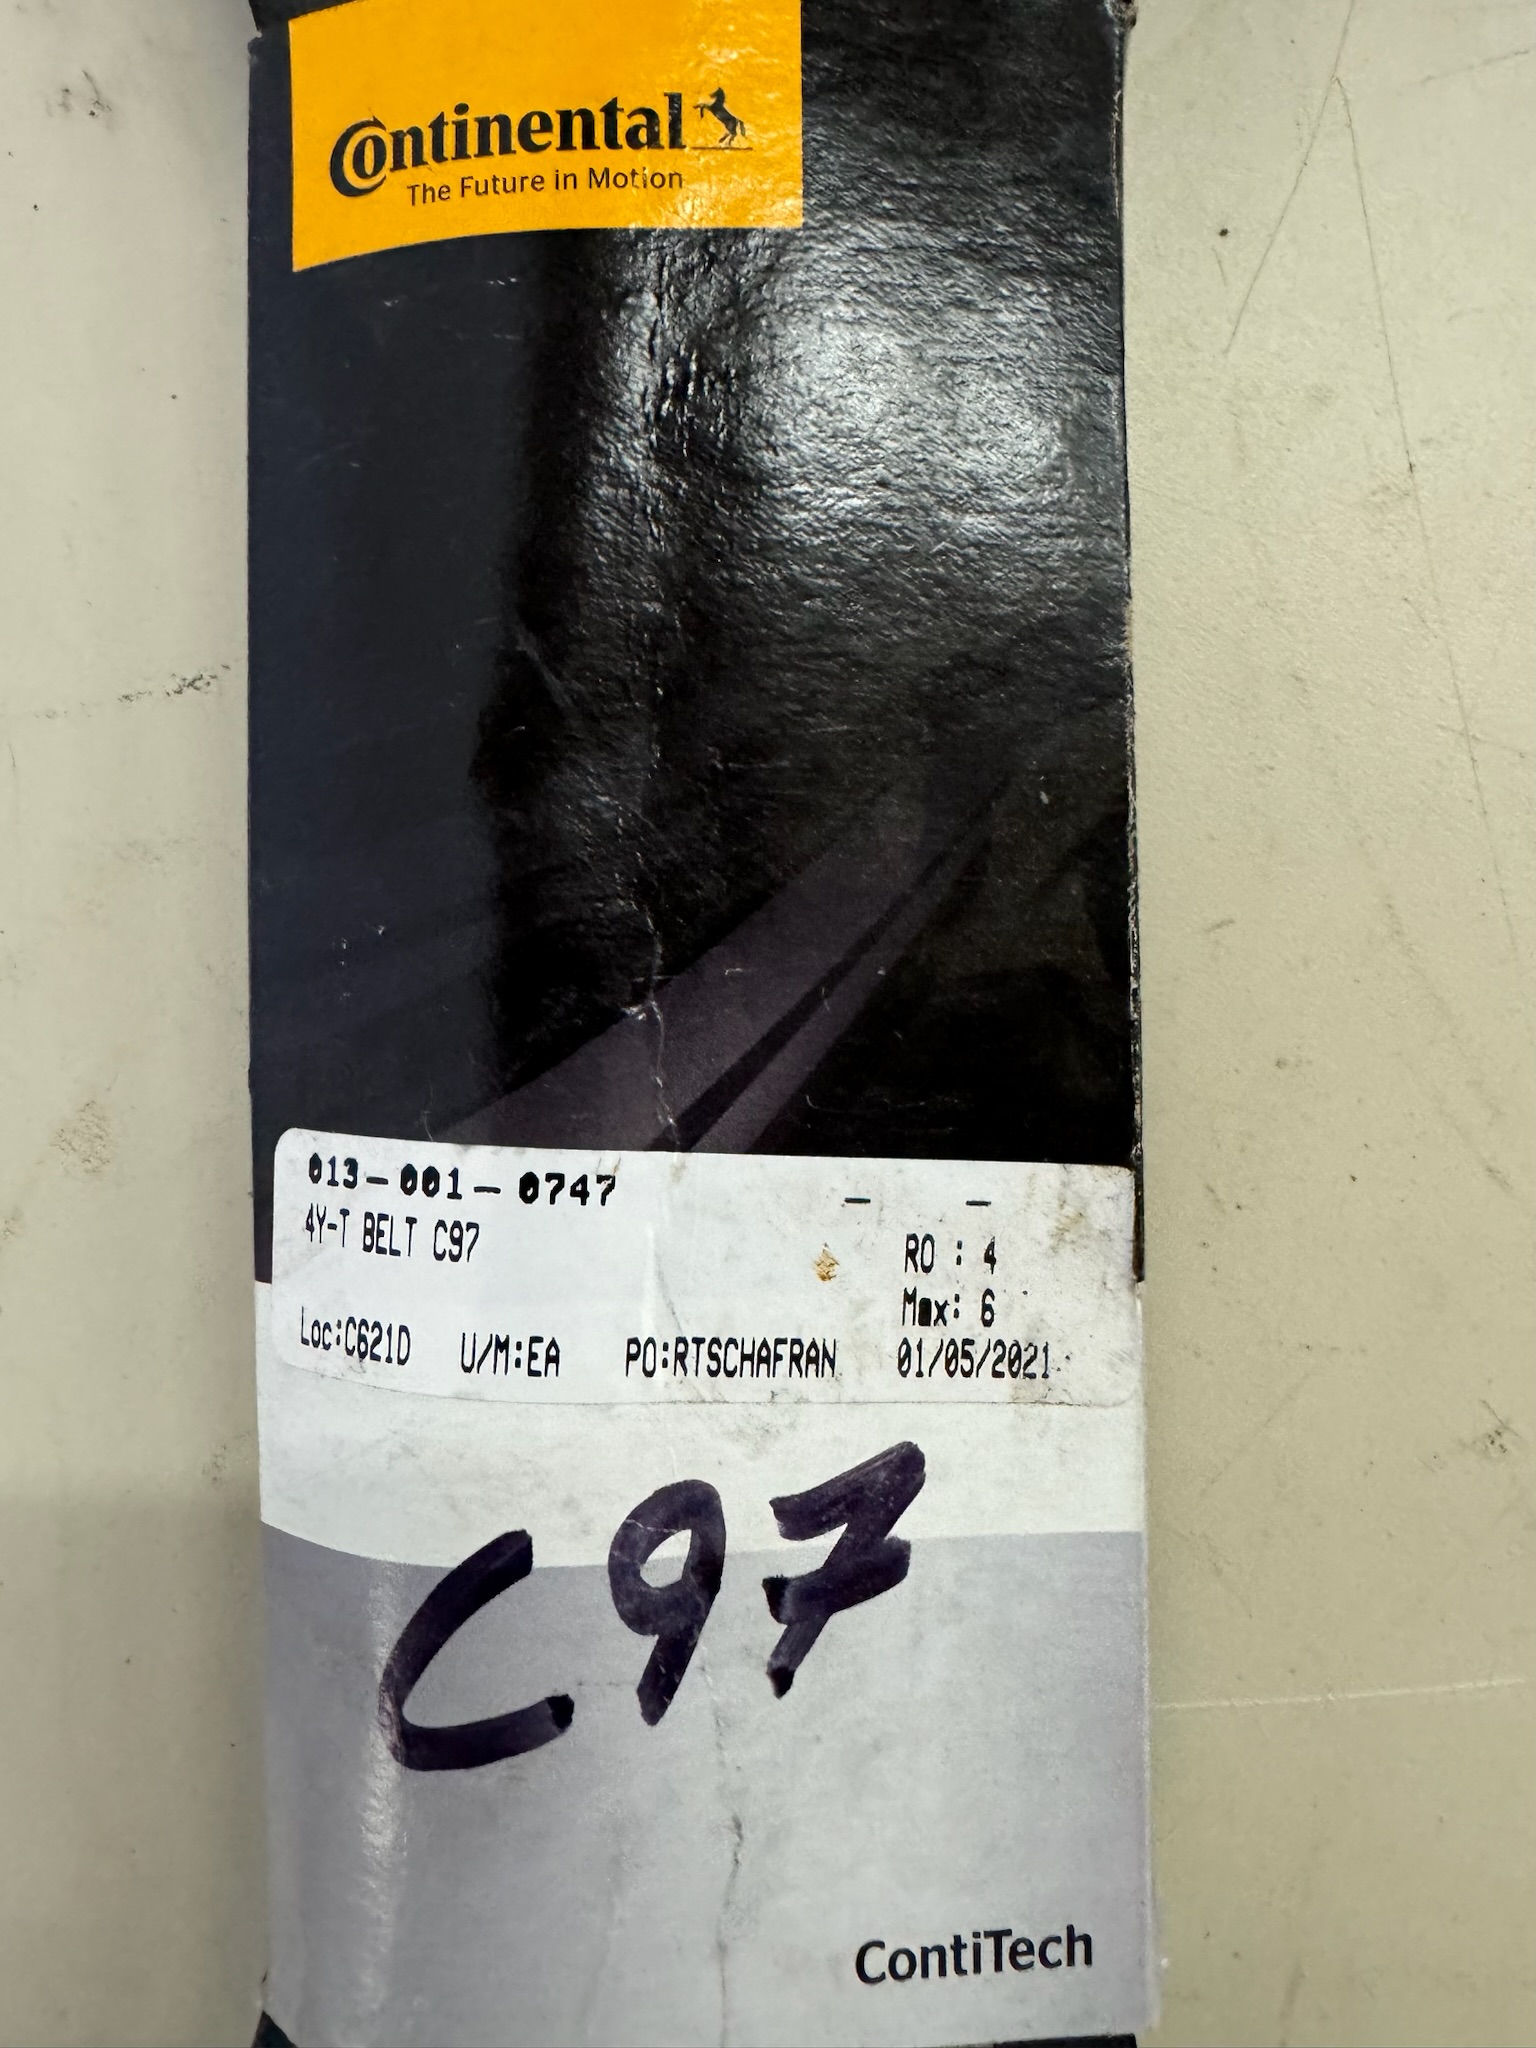 Continental
The Future in Motion
013-001-0747 - -
4Y-T BELT C97
RO : 4
Max: 6
Loc:C621D U/M:EA PO:RTSCHAFRAN 01/05/2021
C97
ContiTech